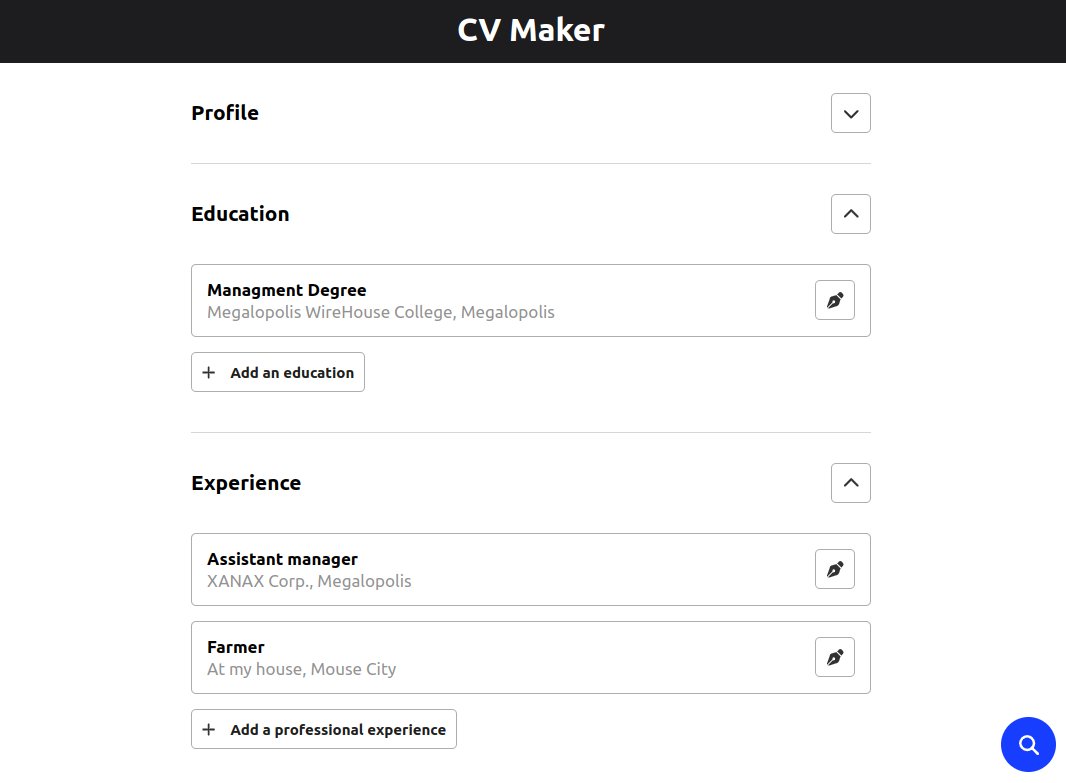 CV Maker
Profile
Education
Managment Degree
Megalopolis WireHouse College, Megalopolis
Add an education
Experience
Assistant manager
XANAX Corp., Megalopolis
Farmer
At my house, Mouse City
Add a professional experience